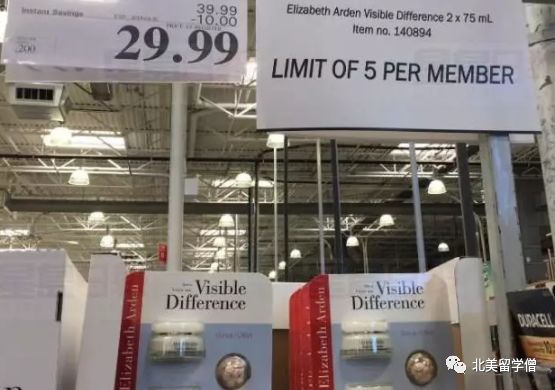 39.99
Instant Savings
-10.00
29.99
200
Elizabeth Arden Visible Difference 2 x 75 mL
Item no. 140894
LIMIT OF 5 PER MEMBER
Elizabeth Arden
Visible
Difference
Elizabeth Arden
Visible
Difference
DURACELL
北美留学僧